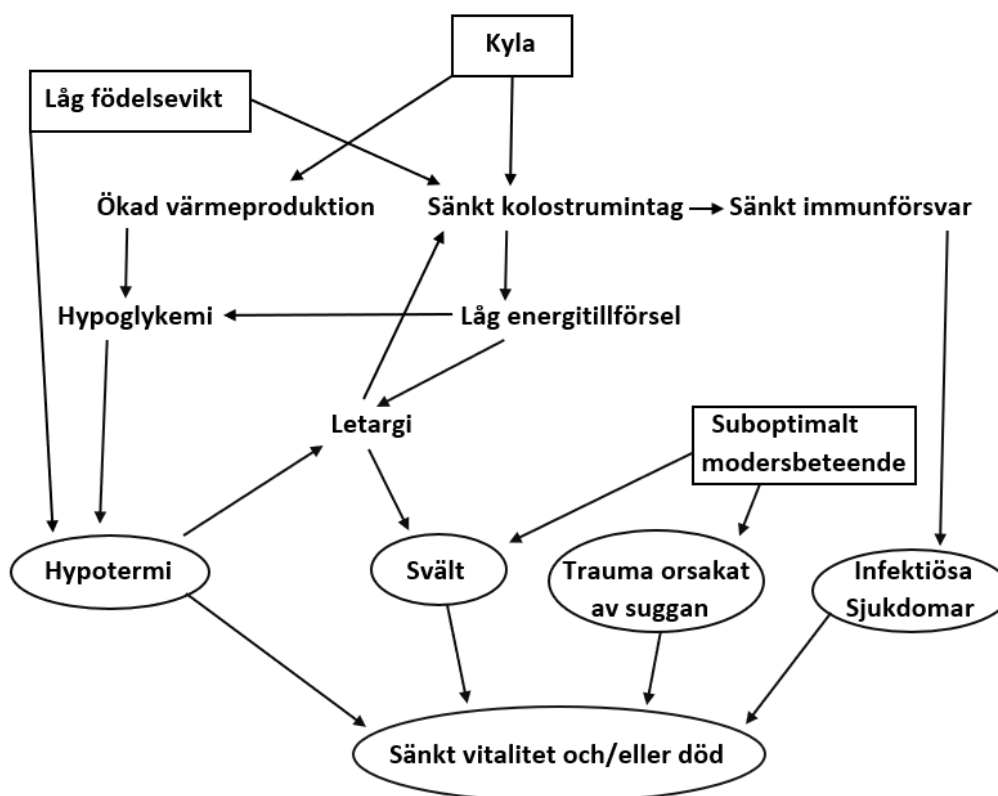 Kyla
Låg födelsevikt
Ökad värmeproduktion
Sänkt kolostrumintag
Sänkt immunförsvar
Hypoglykemi
Låg energitillförsel
Letargi
Suboptimalt
modersbeteende
Hypotermi
Svält
Trauma orsakat
av suggan
Infektiösa
Sjukdomar
Sänkt vitalitet och/eller död